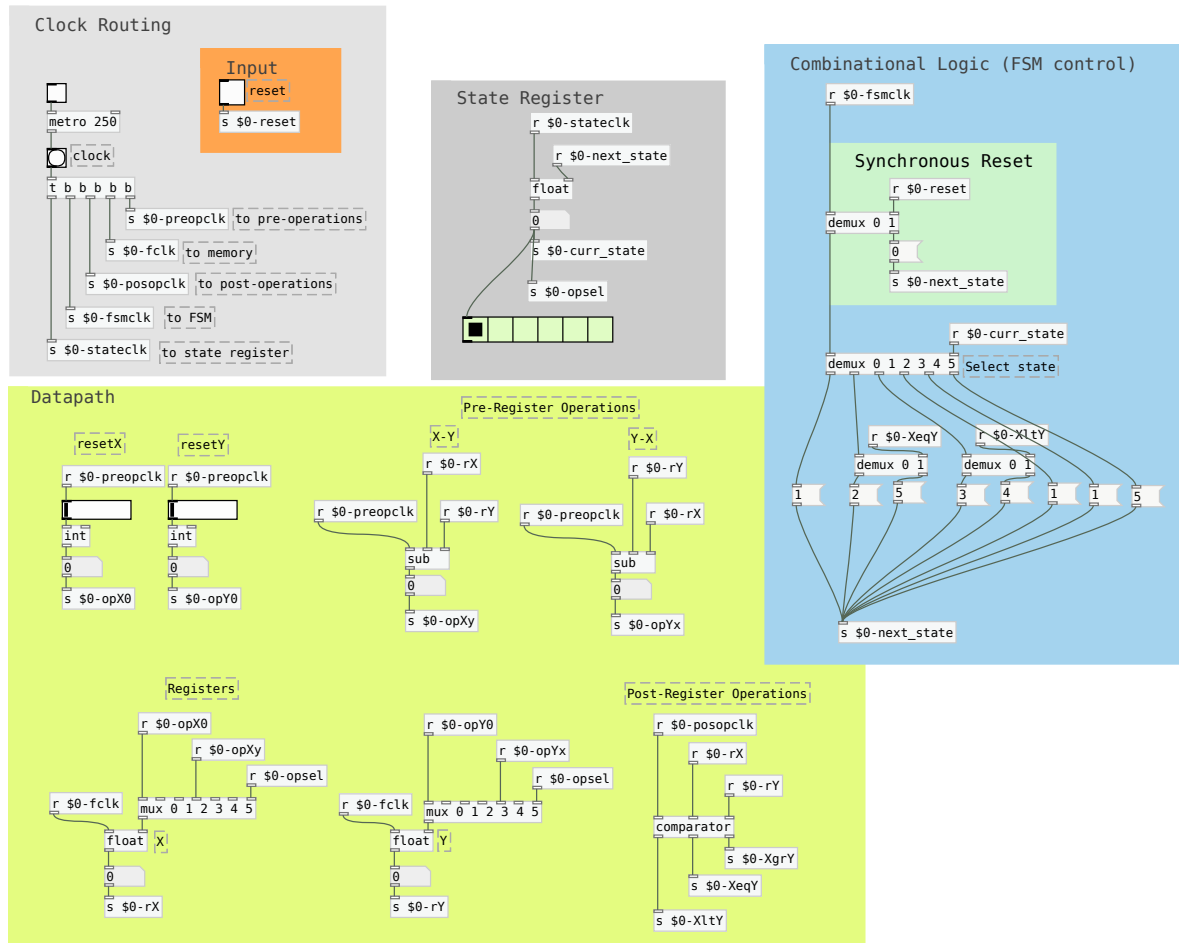 Clock Routing
Input
reset
s $0-reset
metro 250
clock
t b b b b b
s $0-preopclk
to pre-operations
s $0-fclk
to memory
s $0-posopclk
to post-operations
s $0-fsmclk
to FSM
s $0-stateclk
to state register
State Register
r $0-stateclk
r $0-next_state
float
0
s $0-curr_state
s $0-opsel
Combinational Logic (FSM control)
r $0-fsmclk
Synchronous Reset
r $0-reset
demux 0 1
0
s $0-next_state
r $0-curr_state
demux 0 1 2 3 4 5
Select state
r $0-XeqY
r $0-XltY
demux 0 1
demux 0 1
1
2
5
3
4
1
1
5
s $0-next_state
Datapath
resetX
resetY
r $0-preopclk
r $0-preopclk
int
int
0
0
s $0-opX0
s $0-opY0
Pre-Register Operations
X-Y
r $0-rX
r $0-preopclk
r $0-rY
sub
0
s $0-opXy
Y-X
r $0-rY
r $0-preopclk
r $0-rX
sub
0
s $0-opYx
Registers
r $0-opX0
r $0-opXy
r $0-opsel
r $0-fclk
mux 0 1 2 3 4 5
float
X
0
s $0-rX
r $0-opY0
r $0-opYx
r $0-opsel
r $0-fclk
mux 0 1 2 3 4 5
float
Y
0
s $0-rY
Post-Register Operations
r $0-posopclk
r $0-rX
r $0-rY
comparator
s $0-XgrY
s $0-XeqY
s $0-XltY